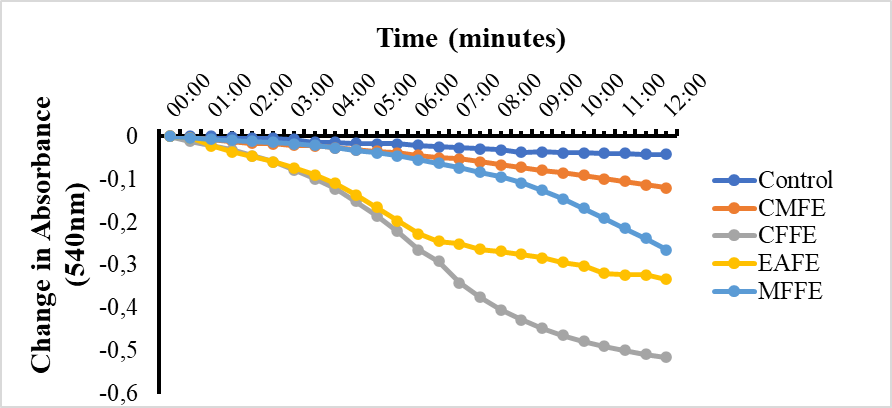 Time (minutes)
00:00
01:00
02:00
03:00
04:00
05:00
06:00
07:00
08:00
09:00
10:00
11:00
12:00
Change in Absorbance
(540nm)
0
-0,1
-0,2
-0,3
-0,4
-0,5
-0,6
Control
CMFE
CFFE
EAFE
MFFE